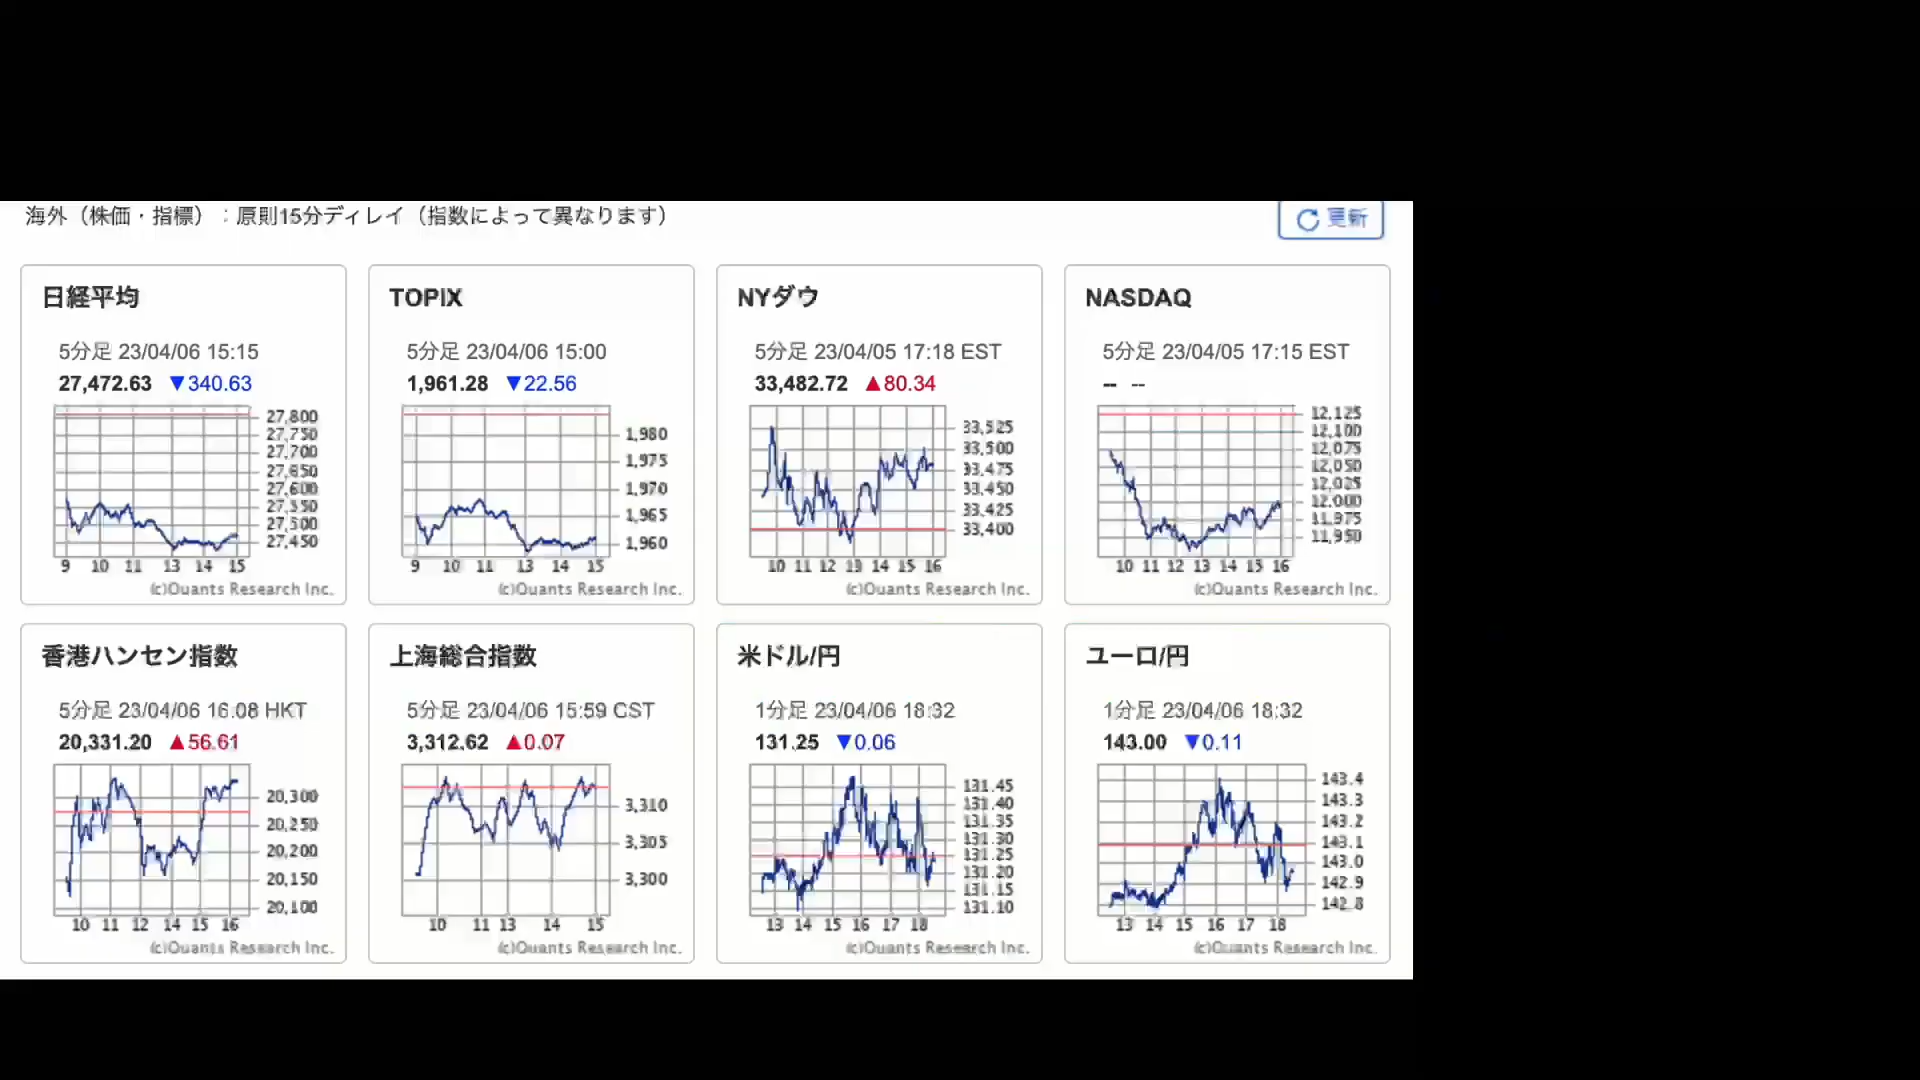 海外（株価・指標）：原則15分ディレイ（指数によって異なります）
更新
日経平均
5分足 23/04/06 15:15
27,472.63 ▼340.63
27,800
27,750
27,700
27,650
27,600
27,550
27,500
27,450
9 10 11 13 14 15
(c)Quants Research Inc.
TOPIX
5分足 23/04/06 15:00
1,961.28 ▼22.56
1,980
1,975
1,970
1,965
1,960
9 10 11 13 14 15
(c)Quants Research Inc.
NYダウ
5分足 23/04/05 17:18 EST
33,482.72 ▲80.34
33,525
33,500
33,475
33,450
33,425
33,400
10 11 12 13 14 15 16
(c)Quants Research Inc.
NASDAQ
5分足 23/04/05 17:15 EST
-- --
12,125
12,100
12,075
12,050
12,025
12,000
11,975
11,950
10 11 12 13 14 15 16
(c)Quants Research Inc.
香港ハンセン指数
5分足 23/04/06 16:08 HKT
20,331.20 ▲56.61
20,300
20,250
20,200
20,150
20,100
10 11 12 14 15 16
(c)Quants Research Inc.
上海総合指数
5分足 23/04/06 15:59 CST
3,312.62 ▲0.07
3,310
3,305
3,300
10 11 13 14 15
(c)Quants Research Inc.
米ドル/円
1分足 23/04/06 18:32
131.25 ▼0.06
131.45
131.40
131.35
131.30
131.25
131.20
131.15
131.10
13 14 15 16 17 18
(c)Quants Research Inc.
ユーロ/円
1分足 23/04/06 18:32
143.00 ▼0.11
143.4
143.3
143.2
143.1
143.0
142.9
142.8
13 14 15 16 17 18
(c)Quants Research Inc.